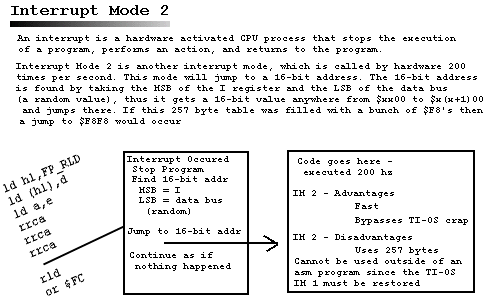 Interrupt Mode 2
An interrupt is a hardware activated CPU process that stops the execution
of a program, performs an action, and returns to the program.
Interrupt Mode 2 is another interrupt mode, which is called by hardware 200
times per second. This mode will jump to a 16-bit address. The 16-bit address
is found by taking the MSB of the I register and the LSB of the data bus
(a random value), thus it gets a 16-bit value anywhere from $xx00 to $x(x+1)00
and jumps there. If this 257 byte table was filled with a bunch of $F8's then
a jump to $F8F8 would occur
ld hl,FP_RLD
ld (hl),d
ld a,e
rrca
rrca
rrca
rld
or $FC
Interrupt Occured
Stop Program
Find 16-bit addr
MSB = I
LSB = data bus
(random)
Jump to 16-bit addr
Continue as if
nothing happened
Code goes here -
executed 200 hz
IM 2 - Advantages
Fast
Bypasses TI-OS crap
IM 2 - Disadvantages
Uses 257 bytes
Cannot be used outside of an
asm program since the TI-OS
IM 1 must be restored